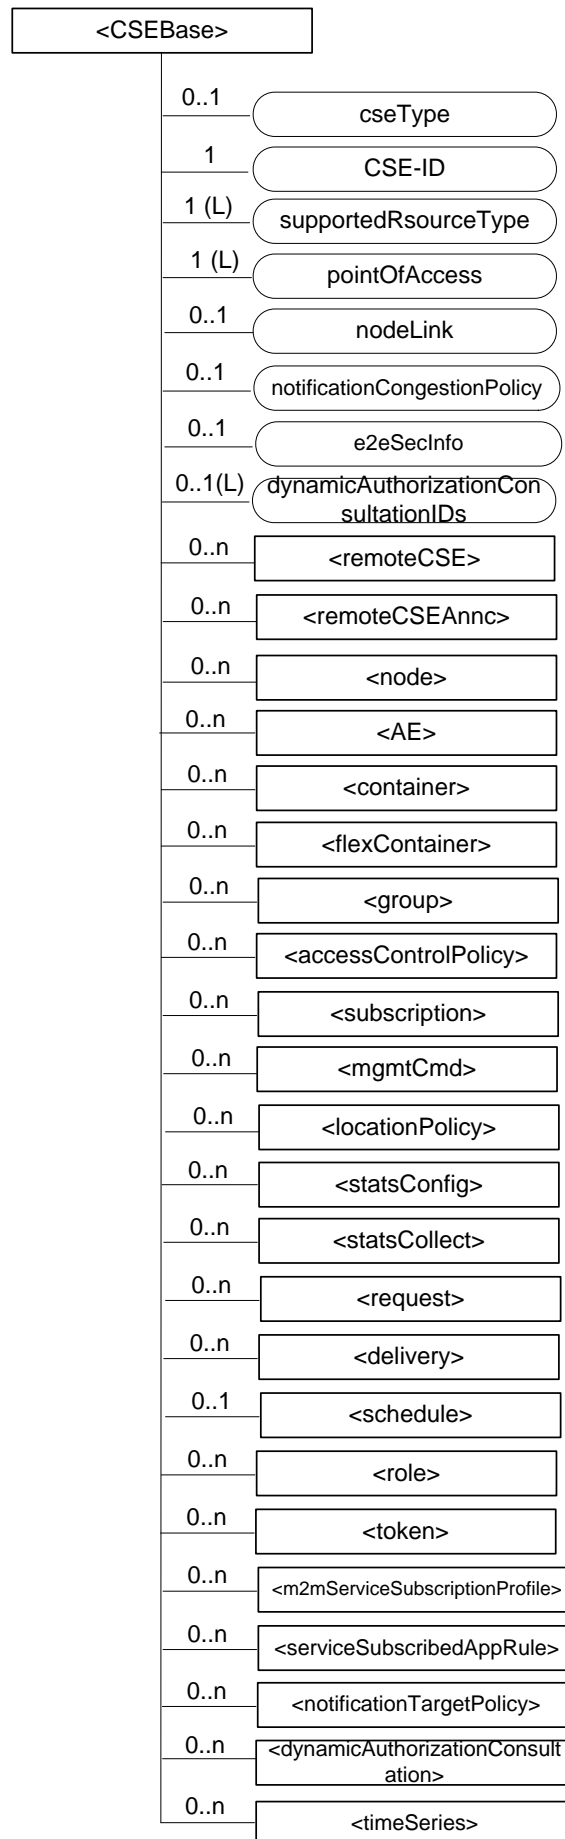 <CSEBase>
0..1
cseType
1
CSE-ID
1 (L)
supportedRsourceType
1 (L)
pointOfAccess
0..1
nodeLink
0..1
notificationCongestionPolicy
0..1
e2eSecInfo
0..1(L)
dynamicAuthorizationCon
sultationIDs
0..n
<remoteCSE>
0..n
<remoteCSEAnnc>
0..n
<node>
0..n
<AE>
0..n
<container>
0..n
<flexContainer>
0..n
<group>
0..n
<accessControlPolicy>
0..n
<subscription>
0..n
<mgmtCmd>
0..n
<locationPolicy>
0..n
<statsConfig>
0..n
<statsCollect>
0..n
<request>
0..n
<delivery>
0..1
<schedule>
0..n
<role>
0..n
<token>
0..n
<m2mServiceSubscriptionProfile>
0..n
<serviceSubscribedAppRule>
0..n
<notificationTargetPolicy>
0..n
<dynamicAuthorizationConsult
ation>
0..n
<timeSeries>